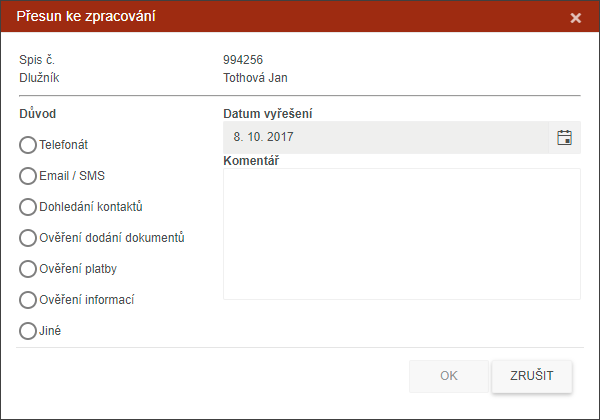 Přesun ke zpracování
Spis č. 994256
Dlužník Tothová Jan
Důvod
Telefonát
Email / SMS
Dohledání kontaktů
Ověření dodání dokumentů
Ověření platby
Ověření informací
Jiné
Datum vyřešení
8. 10. 2017
Komentář
OK ZRUŠIT